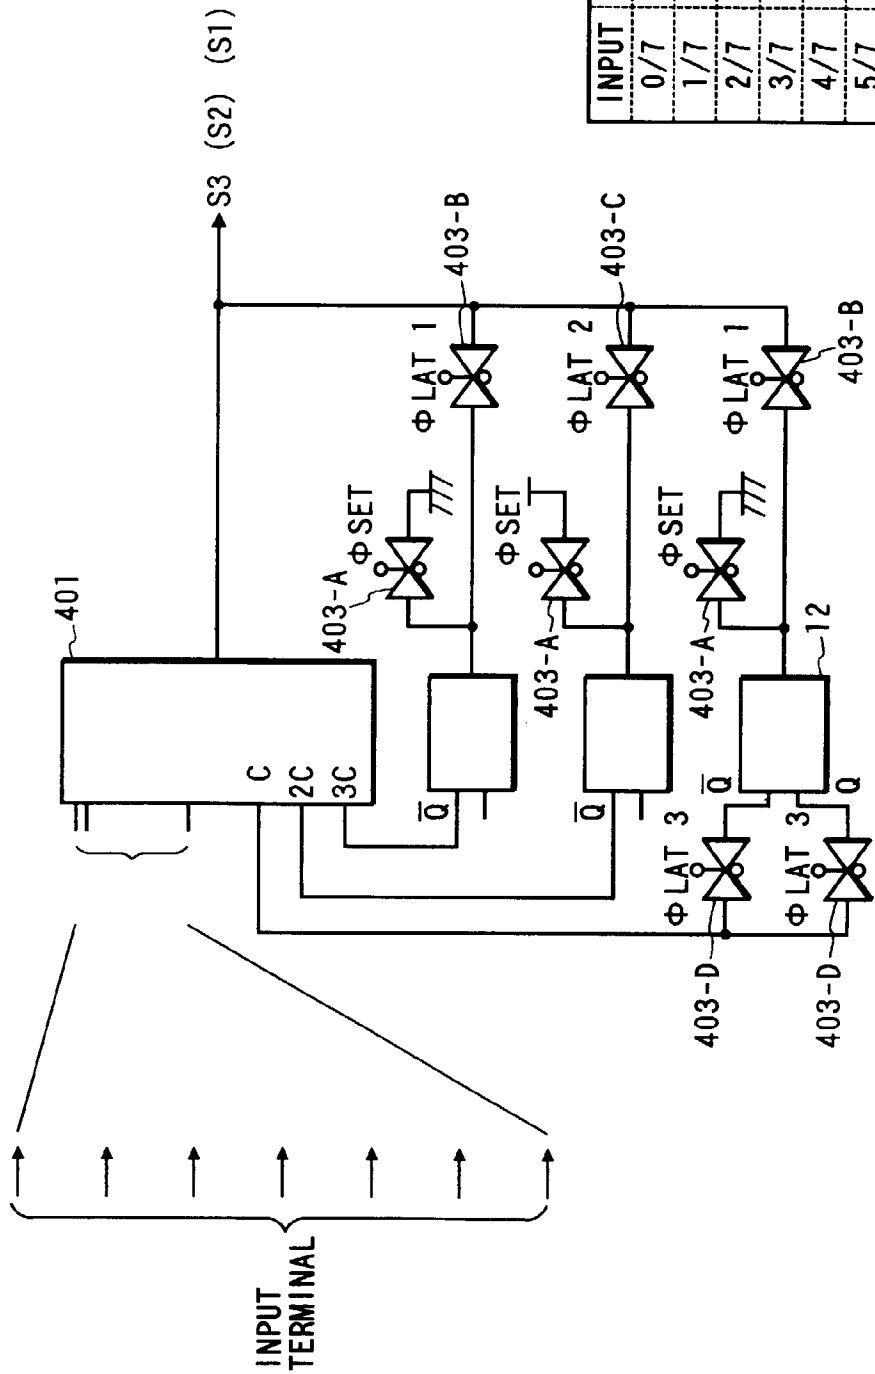 S3 (S2) (S1)
401
C
2C
3C
Φ SET
403-A
Φ LAT 1
403-B
Q
Φ SET
403-A
Φ LAT 2
403-C
Q
Φ SET
403-A
Φ LAT 1
403-B
12
Q
Q
Φ LAT 3
403-D
Φ LAT 3
403-D
INPUT
TERMINAL
INPUT
0/7
1/7
2/7
3/7
4/7
5/7